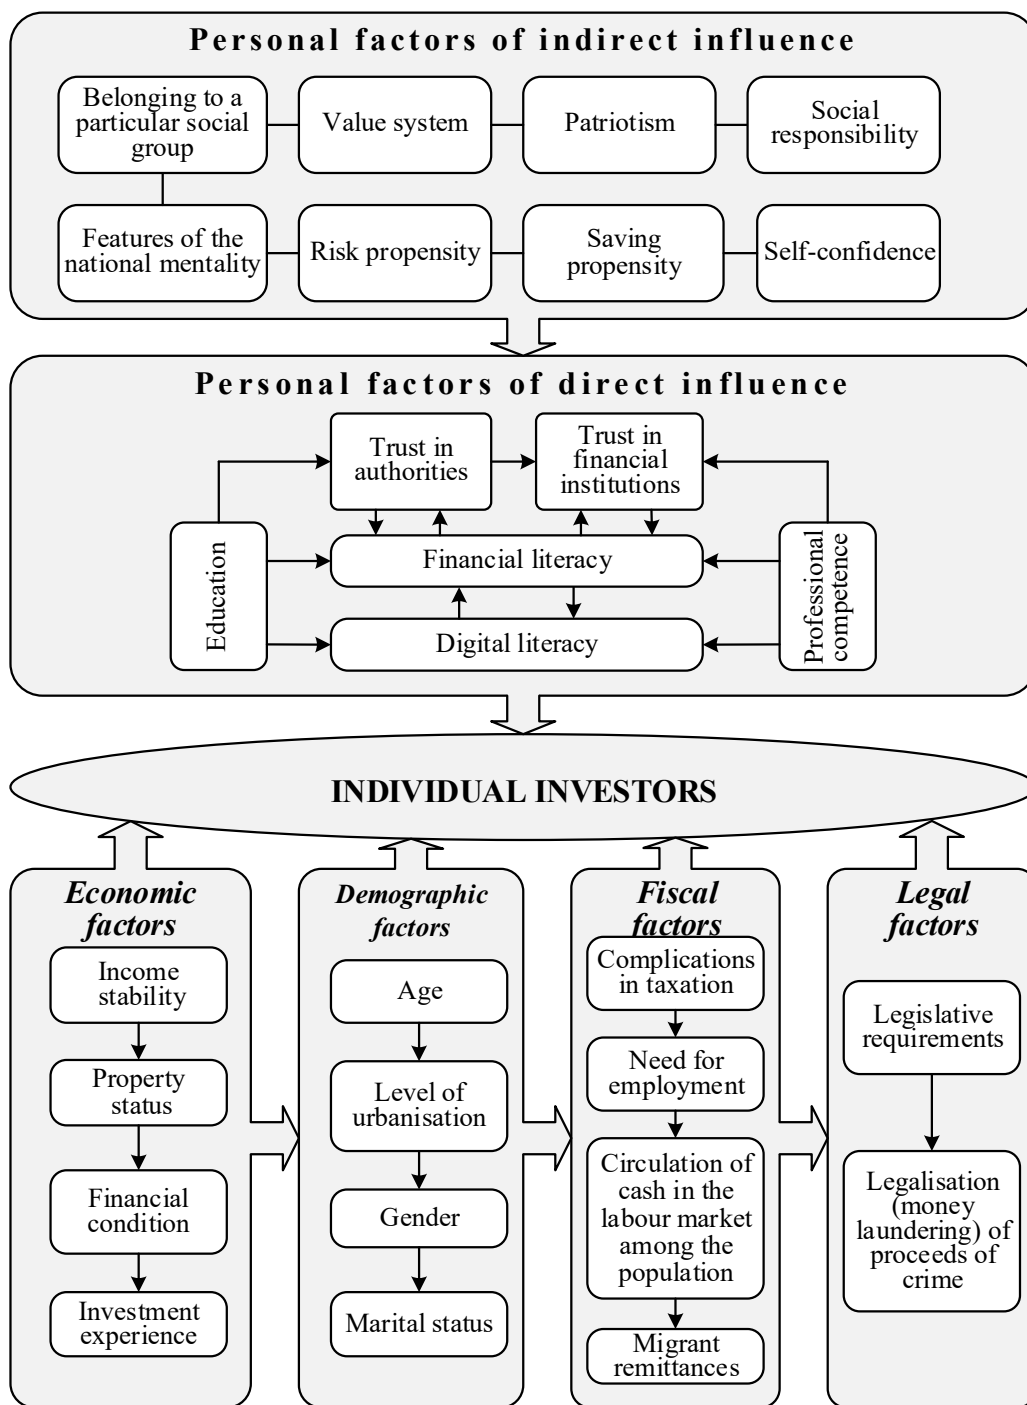 Personal factors of indirect influence
Belonging to a
particular social
group
Value system
Patriotism
Social
responsibility
Features of the
national mentality
Risk propensity
Saving
propensity
Self-confidence
Personal factors of direct influence
Trust in
authorities
Trust in
financial
institutions
Education
Financial literacy
Digital literacy
Professional
competence
INDIVIDUAL INVESTORS
Economic
factors
Income
stability
Property
status
Financial
condition
Investment
experience
Demographic
factors
Age
Level of
urbanisation
Gender
Marital status
Fiscal
factors
Complications
in taxation
Need for
employment
Circulation of
cash in the
labour market
among the
population
Migrant
remittances
Legal
factors
Legislative
requirements
Legalisation
(money
laundering) of
proceeds of
crime